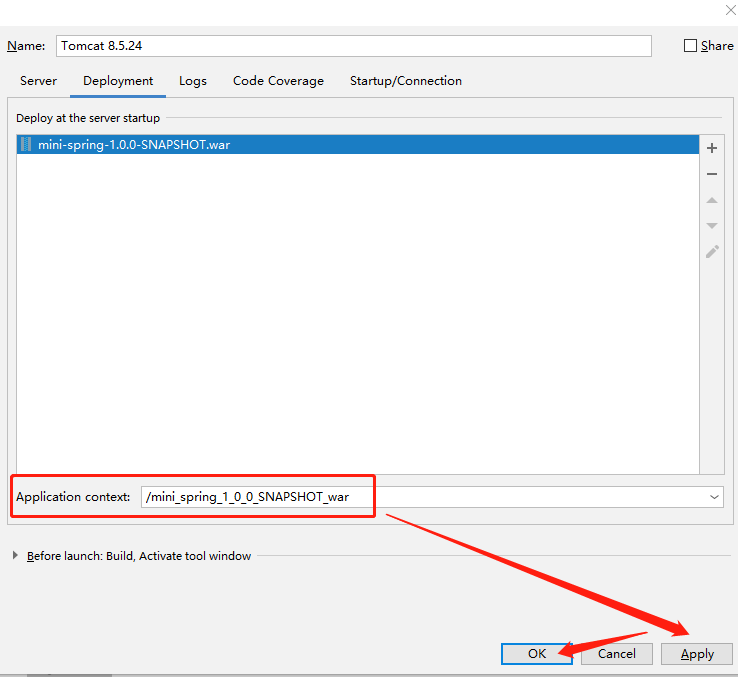 Name: Tomcat 8.5.24 Share
Server Deployment Logs Code Coverage Startup/Connection
Deploy at the server startup
mini-spring-1.0.0-SNAPSHOT.war
Application context: /mini_spring_1_0_0_SNAPSHOT_war
Before launch: Build, Activate tool window
OK Cancel Apply